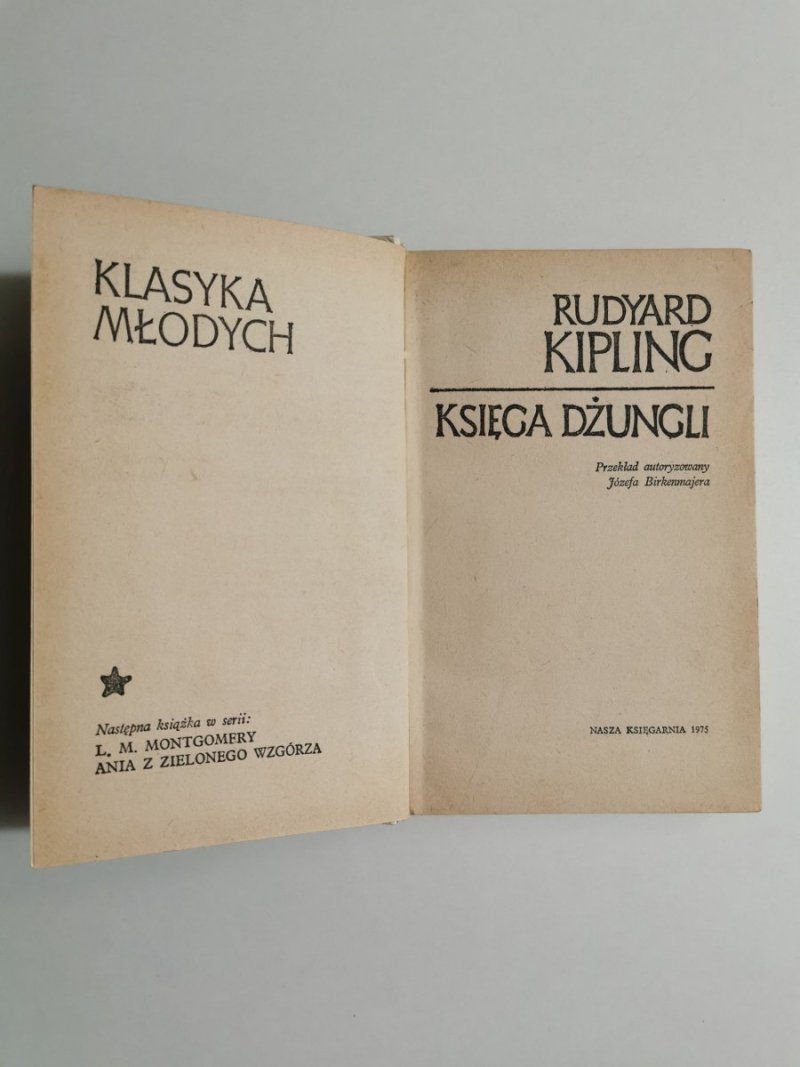 KLASYKA
MŁODYCH
Następna książka w serii:
L. M. MONTGOMERY
ANIA Z ZIELONEGO WZGÓRZA
RUDYARD
KIPLING
KSIĘGA DŻUNGLI
Przekład autoryzowany
Józefa Birkenmajera
NASZA KSIĘGARNIA 1975